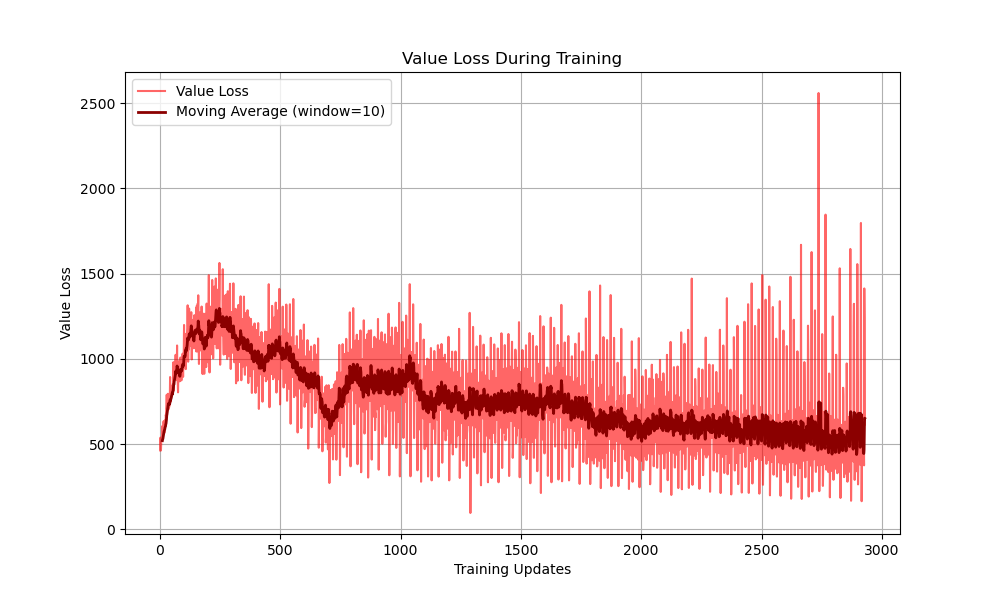 Value Loss During Training
Value Loss
Moving Average (window=10)
2500
2000
1500
1000
500
0
Value Loss
0 500 1000 1500 2000 2500 3000
Training Updates